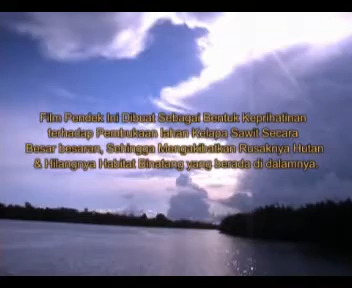 Film Pendek Ini Dibuat Sebagai Bentuk Keprihatinan
terhadap Pembukaan lahan Kelapa Sawit Secara
Besar besaran, Sehingga Mengakibatkan Rusaknya Hutan
& Hilangnya Habitat Binatang yang berada di dalamnya.